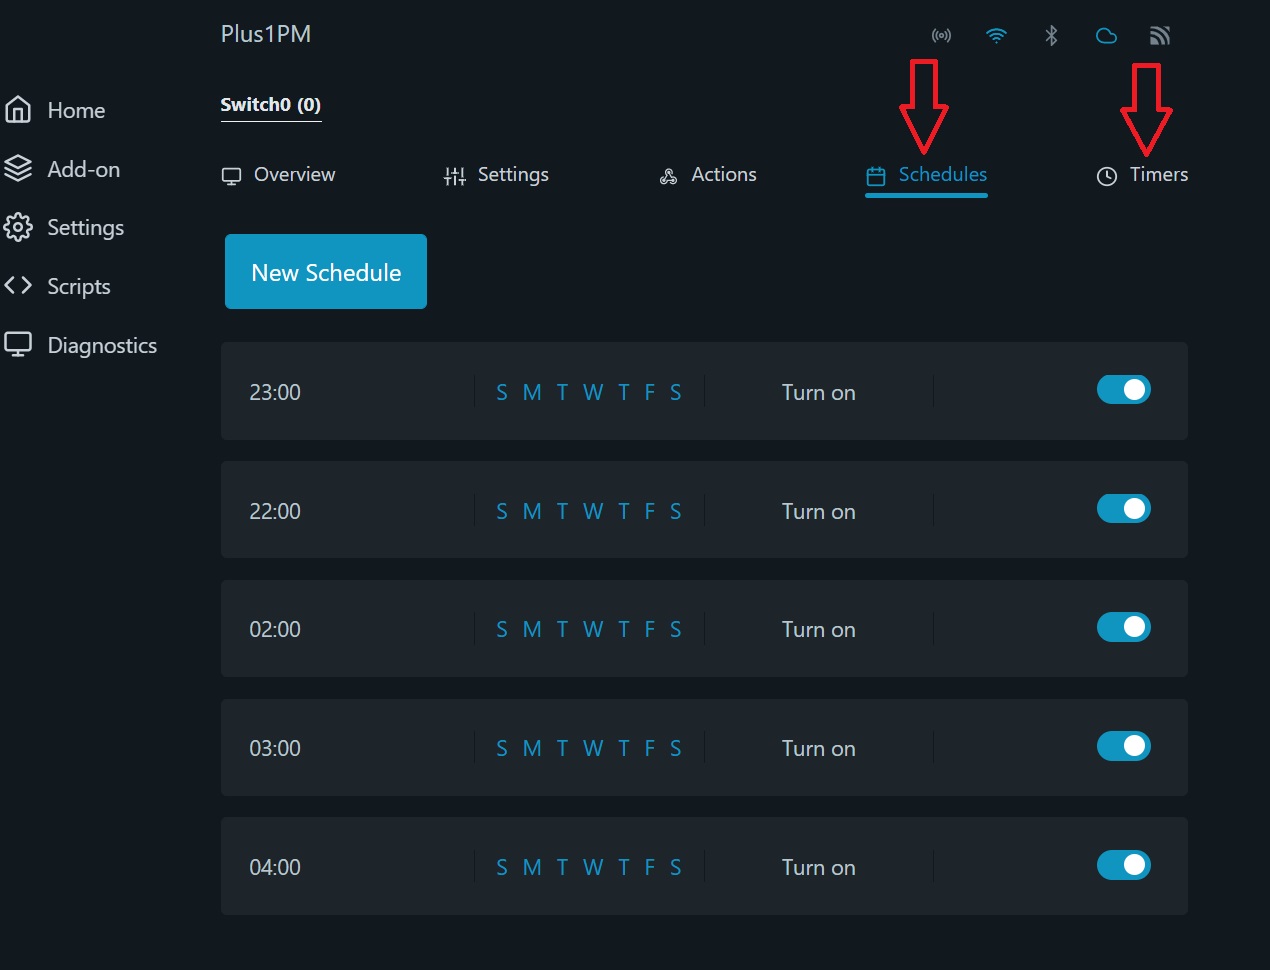 Plus1PM
Switch0 (0)
Home
Add-on
Settings
Scripts
Diagnostics
Overview Settings Actions Schedules Timers
New Schedule
23:00 S M T W T F S Turn on
22:00 S M T W T F S Turn on
02:00 S M T W T F S Turn on
03:00 S M T W T F S Turn on
04:00 S M T W T F S Turn on